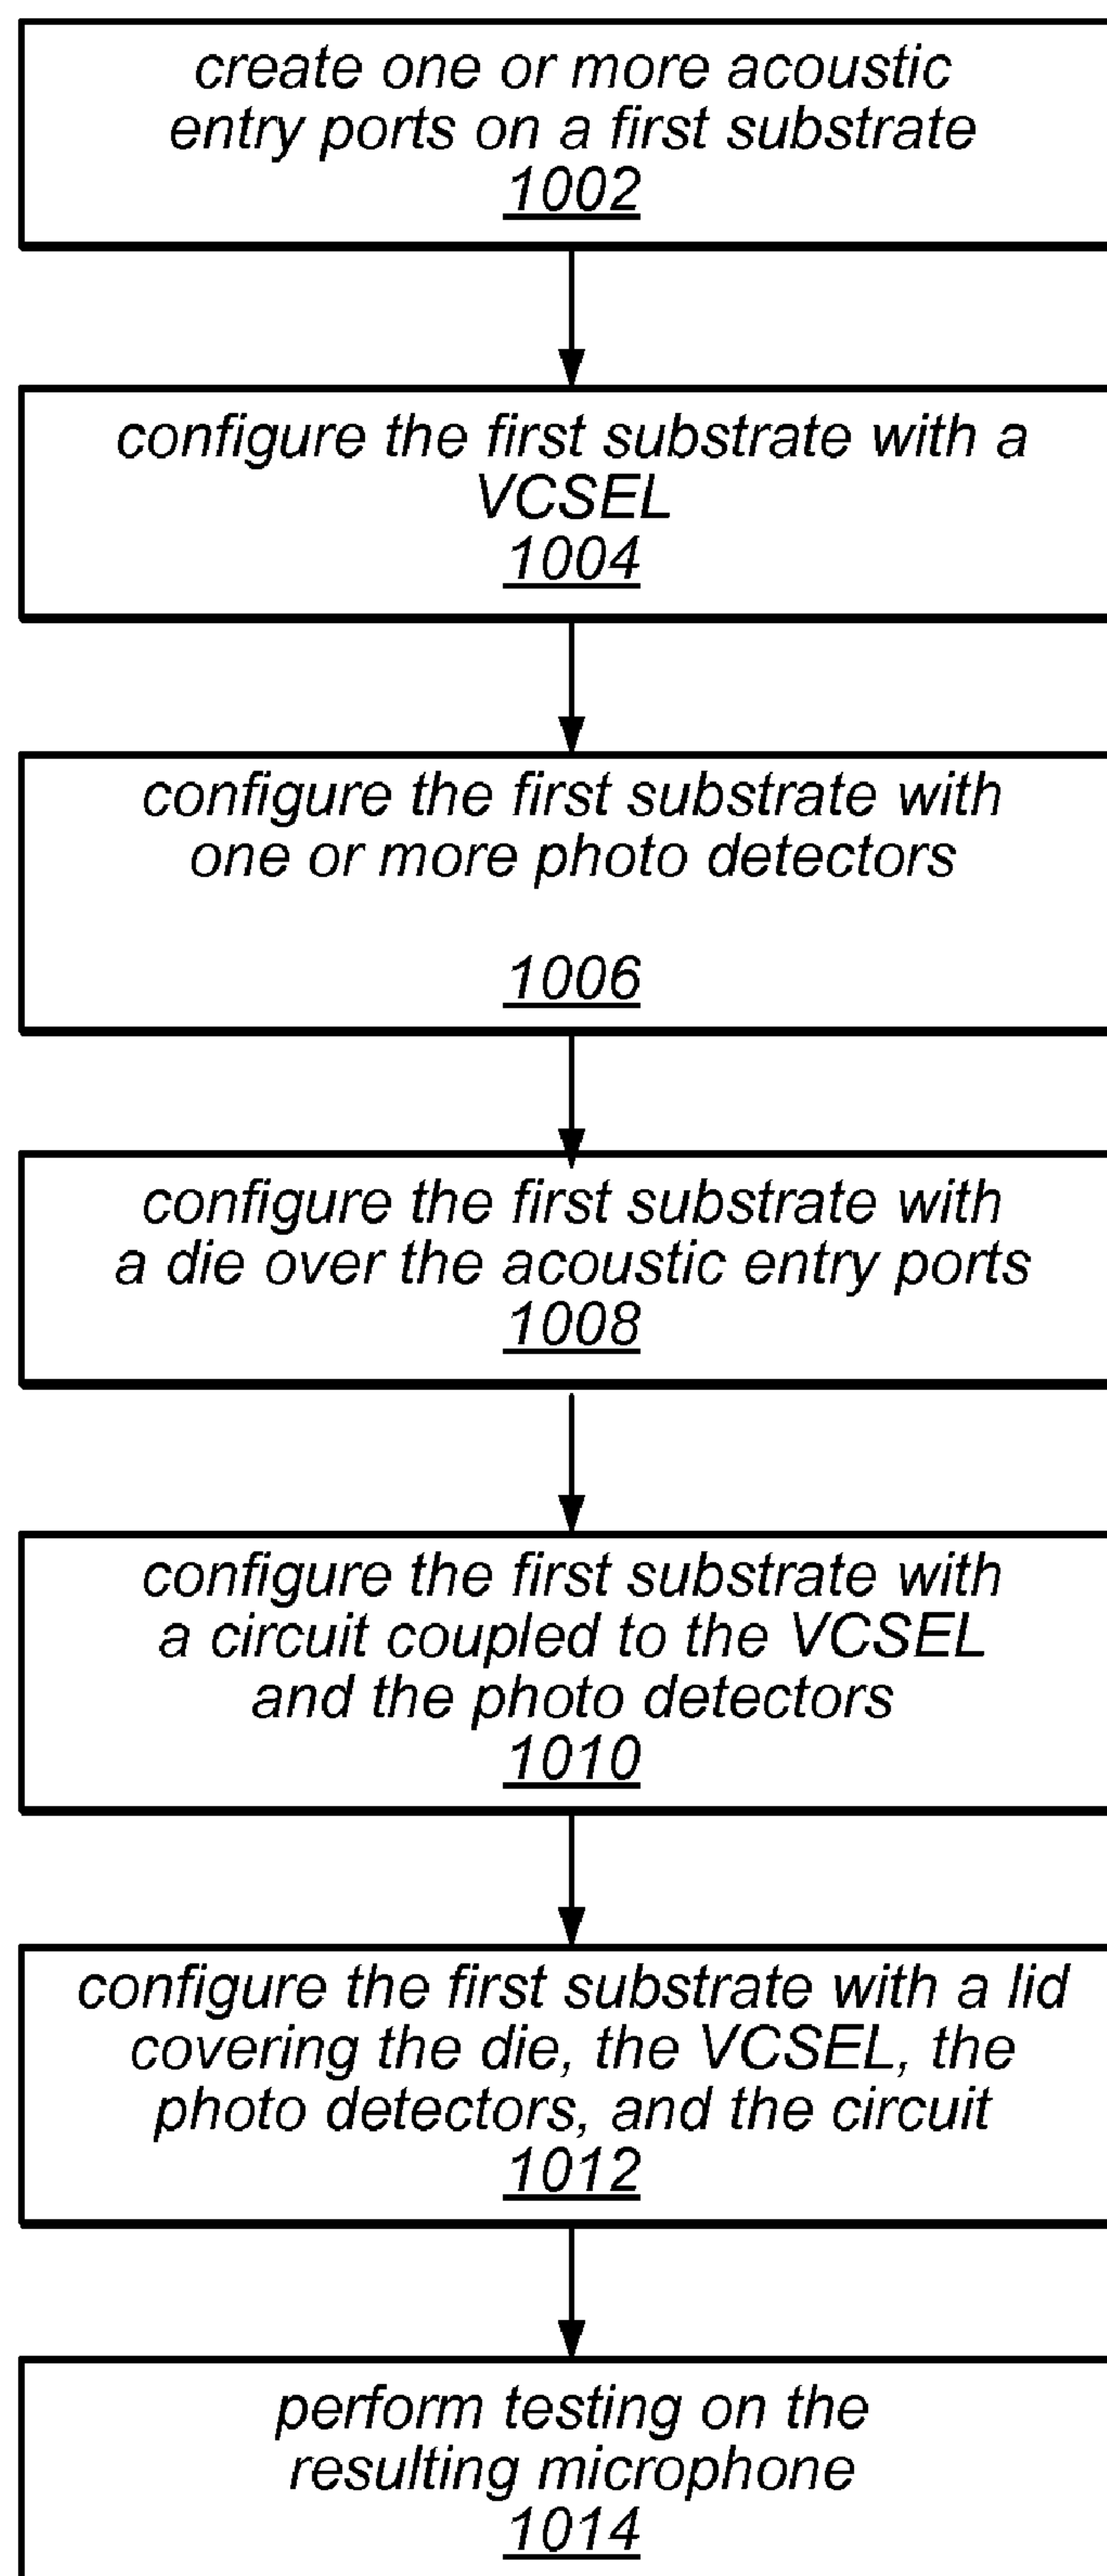 create one or more acoustic
entry ports on a first substrate
1002
configure the first substrate with a
VCSEL
1004
configure the first substrate with
one or more photo detectors
1006
configure the first substrate with
a die over the acoustic entry ports
1008
configure the first substrate with
a circuit coupled to the VCSEL
and the photo detectors
1010
configure the first substrate with a lid
covering the die, the VCSEL, the
photo detectors, and the circuit
1012
perform testing on the
resulting microphone
1014